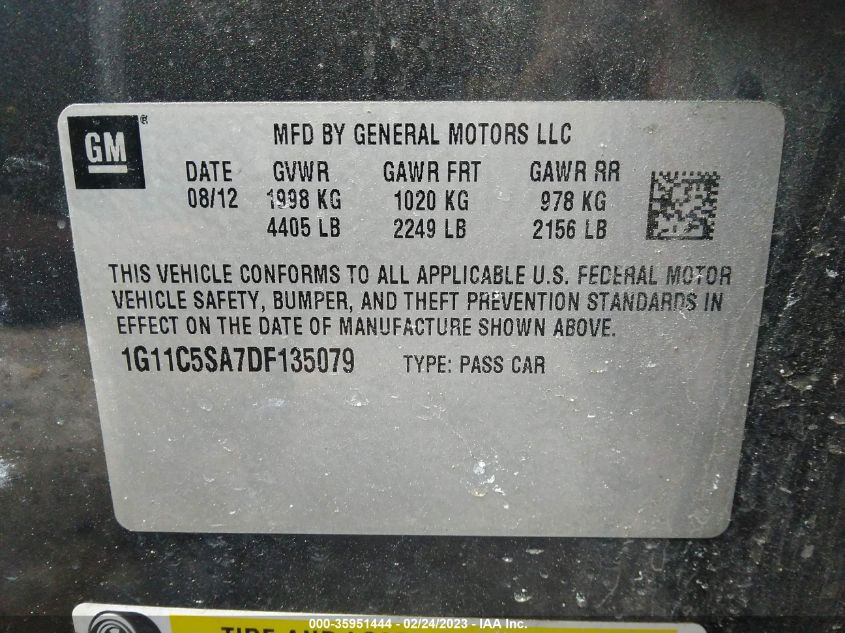 GM®
MFD BY GENERAL MOTORS LLC
DATE GVWR GAWR FRT GAWR RR
08/12 1998 KG 1020 KG 978 KG
4405 LB 2249 LB 2156 LB
THIS VEHICLE CONFORMS TO ALL APPLICABLE U.S. FEDERAL MOTOR
VEHICLE SAFETY, BUMPER, AND THEFT PREVENTION STANDARDS IN
EFFECT ON THE DATE OF MANUFACTURE SHOWN ABOVE.
1G11C5SA7DF135079 TYPE: PASS CAR
TIRE AND
000-35951444 - 02/24/2023 - IAA Inc.